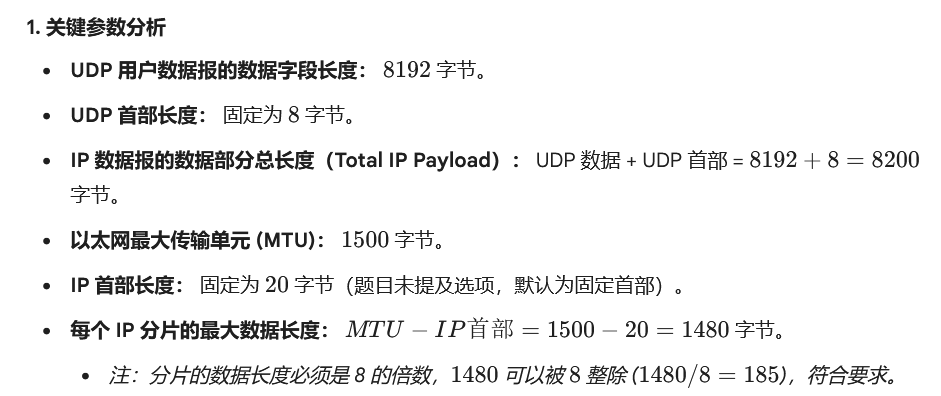 1. 关键参数分析
• UDP 用户数据报的数据字段长度： 8192 字节。
• UDP 首部长度： 固定为 8 字节。
• IP 数据报的数据部分总长度（Total IP Payload）： UDP 数据 + UDP 首部 = 8192 + 8 = 8200
字节。
• 以太网最大传输单元 (MTU)： 1500 字节。
• IP 首部长度： 固定为 20 字节（题目未提及选项，默认为固定首部）。
• 每个 IP 分片的最大数据长度： MTU − IP首部 = 1500 − 20 = 1480 字节。
• 注：分片的数据长度必须是 8 的倍数，1480 可以被 8 整除 (1480/8 = 185)，符合要求。